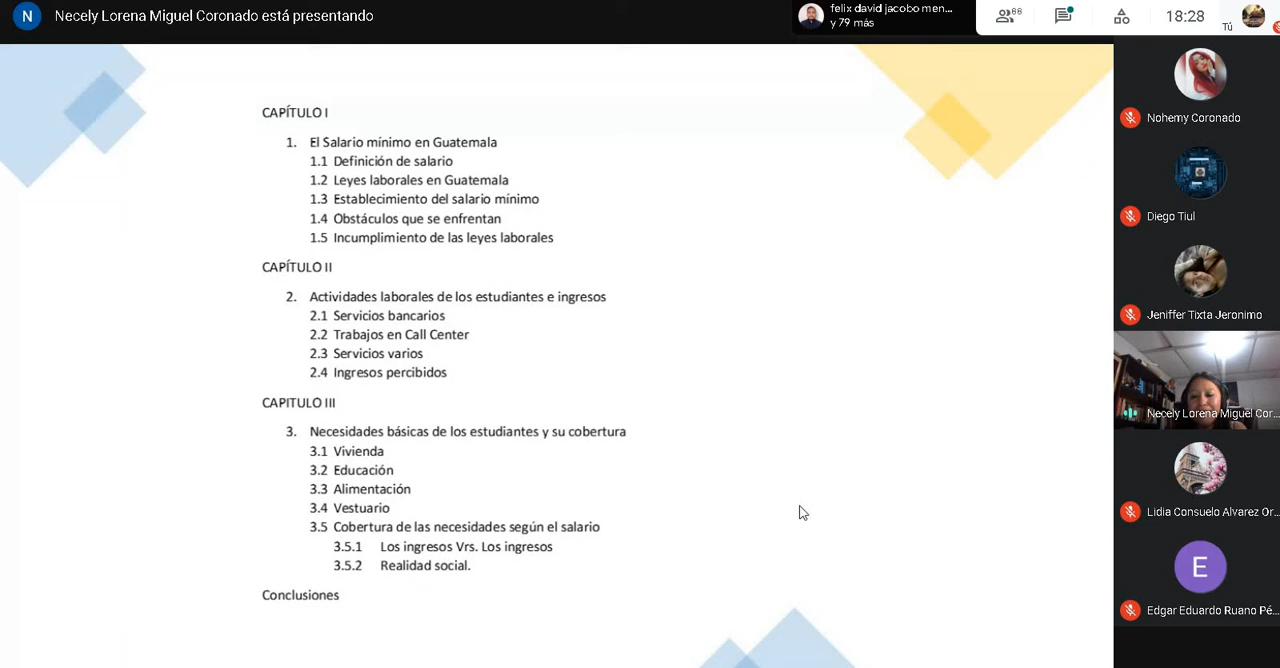 N Necely Lorena Miguel Coronado está presentando
felix david jacobo men...
y 79 más
66
18:28
Tú
CAPÍTULO I
1. El Salario mínimo en Guatemala
1.1 Definición de salario
1.2 Leyes laborales en Guatemala
1.3 Establecimiento del salario mínimo
1.4 Obstáculos que se enfrentan
1.5 Incumplimiento de las leyes laborales
CAPÍTULO II
2. Actividades laborales de los estudiantes e ingresos
2.1 Servicios bancarios
2.2 Trabajos en Call Center
2.3 Servicios varios
2.4 Ingresos percibidos
CAPITULO III
3. Necesidades básicas de los estudiantes y su cobertura
3.1 Vivienda
3.2 Educación
3.3 Alimentación
3.4 Vestuario
3.5 Cobertura de las necesidades según el salario
3.5.1 Los ingresos Vrs. Los ingresos
3.5.2 Realidad social.
Conclusiones
Nohemy Coronado
Diego Tiul
Jeniffer Tixta Jeronimo
Necely Lorena Miguel Cor...
Lidia Consuelo Alvarez Or...
E
Edgar Eduardo Ruano Pé...